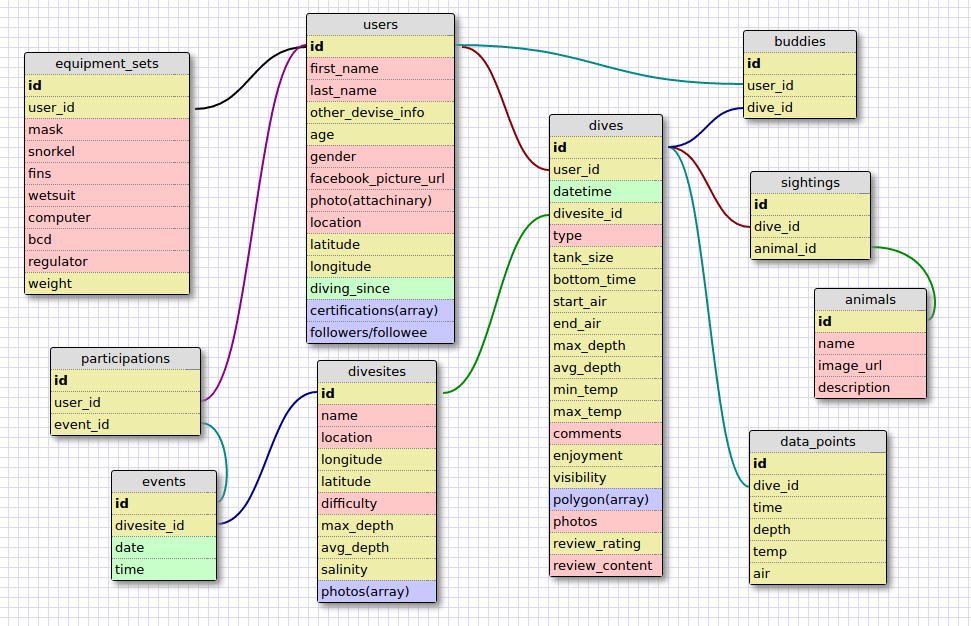 equipment_sets
id
user_id
mask
snorkel
fins
wetsuit
computer
bcd
regulator
weight
users
id
first_name
last_name
other_devise_info
age
gender
facebook_picture_url
photo(attachinary)
location
latitude
longitude
diving_since
certifications(array)
followers/followee
buddies
id
user_id
dive_id
dives
id
user_id
datetime
divesite_id
type
tank_size
bottom_time
start_air
end_air
max_depth
avg_depth
min_temp
max_temp
comments
enjoyment
visibility
polygon(array)
photos
review_rating
review_content
sightings
id
dive_id
animal_id
animals
id
name
image_url
description
participations
id
user_id
event_id
divesites
id
name
location
longitude
latitude
difficulty
max_depth
avg_depth
salinity
photos(array)
events
id
divesite_id
date
time
data_points
id
dive_id
time
depth
temp
air